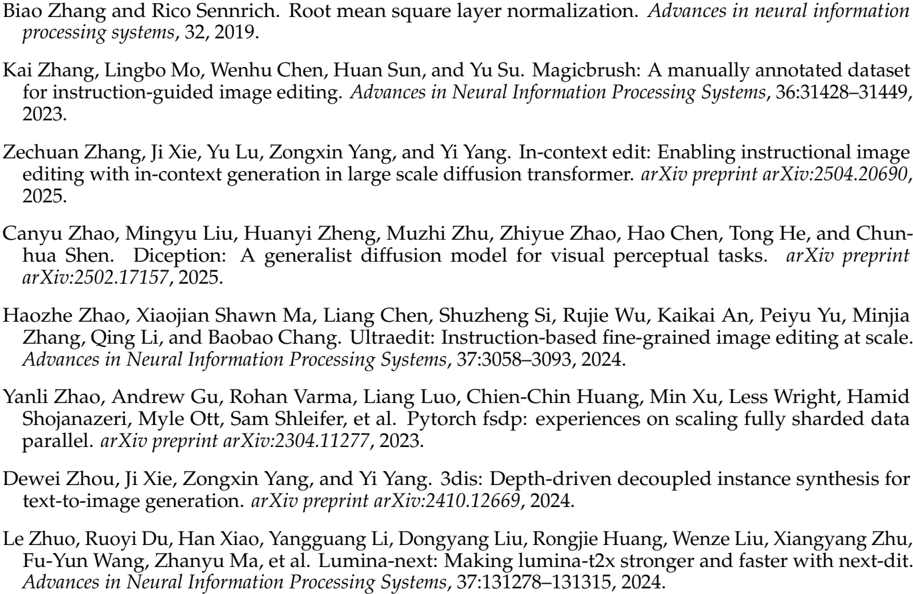 Biao Zhang and Rico Sennrich. Root mean square layer normalization. Advances in neural information
processing systems, 32, 2019.
Kai Zhang, Lingbo Mo, Wenhu Chen, Huan Sun, and Yu Su. Magicbrush: A manually annotated dataset
for instruction-guided image editing. Advances in Neural Information Processing Systems, 36:31428–31449,
2023.
Zechuan Zhang, Ji Xie, Yu Lu, Zongxin Yang, and Yi Yang. In-context edit: Enabling instructional image
editing with in-context generation in large scale diffusion transformer. arXiv preprint arXiv:2504.20690,
2025.
Canyu Zhao, Mingyu Liu, Huanyi Zheng, Muzhi Zhu, Zhiyue Zhao, Hao Chen, Tong He, and Chun-
hua Shen. Diception: A generalist diffusion model for visual perceptual tasks. arXiv preprint
arXiv:2502.17157, 2025.
Haozhe Zhao, Xiaojian Shawn Ma, Liang Chen, Shuzheng Si, Rujie Wu, Kaikai An, Peiyu Yu, Minjia
Zhang, Qing Li, and Baobao Chang. Ultraedit: Instruction-based fine-grained image editing at scale.
Advances in Neural Information Processing Systems, 37:3058–3093, 2024.
Yanli Zhao, Andrew Gu, Rohan Varma, Liang Luo, Chien-Chin Huang, Min Xu, Less Wright, Hamid
Shojanazeri, Myle Ott, Sam Shleifer, et al. Pytorch fsdp: experiences on scaling fully sharded data
parallel. arXiv preprint arXiv:2304.11277, 2023.
Dewei Zhou, Ji Xie, Zongxin Yang, and Yi Yang. 3dis: Depth-driven decoupled instance synthesis for
text-to-image generation. arXiv preprint arXiv:2410.12669, 2024.
Le Zhuo, Ruoyi Du, Han Xiao, Yangguang Li, Dongyang Liu, Rongjie Huang, Wenze Liu, Xiangyang Zhu,
Fu-Yun Wang, Zhanyu Ma, et al. Lumina-next: Making lumina-t2x stronger and faster with next-dit.
Advances in Neural Information Processing Systems, 37:131278–131315, 2024.